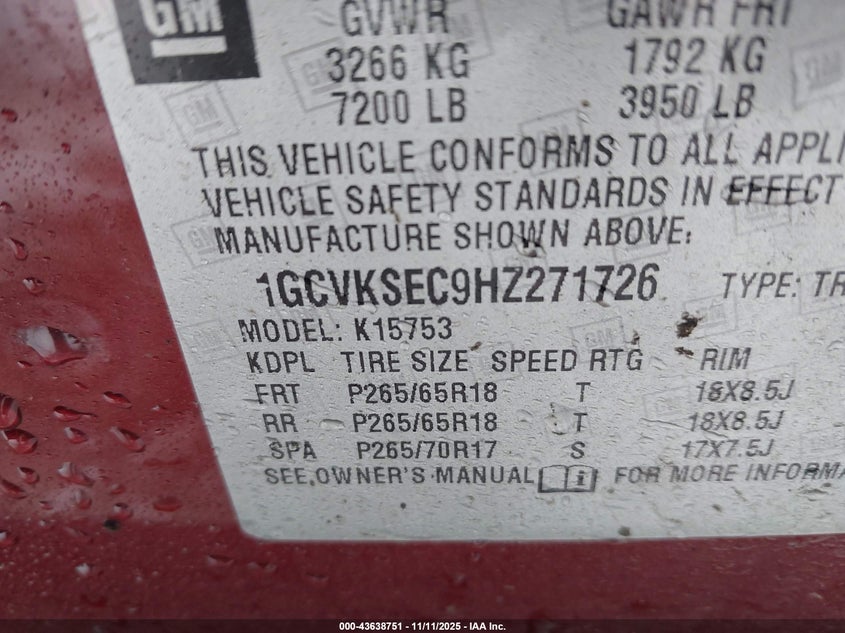 GM
GVWR GAWR FRT
3266 KG 1792 KG
7200 LB 3950 LB
THIS VEHICLE CONFORMS TO ALL APPLI
VEHICLE SAFETY STANDARDS IN EFFECT
MANUFACTURE SHOWN ABOVE.
1GCVKSEC9HZ271726 TYPE: TR
MODEL: K15753
KDPL TIRE SIZE SPEED RTG RIM
FRT P265/65R18 T 18X8.5J
RR P265/65R18 T 18X8.5J
SPA P265/70R17 S 17X7.5J
SEE OWNER'S MANUAL FOR MORE INFORMA
000-43638751 — 11/11/2025 — IAA Inc.